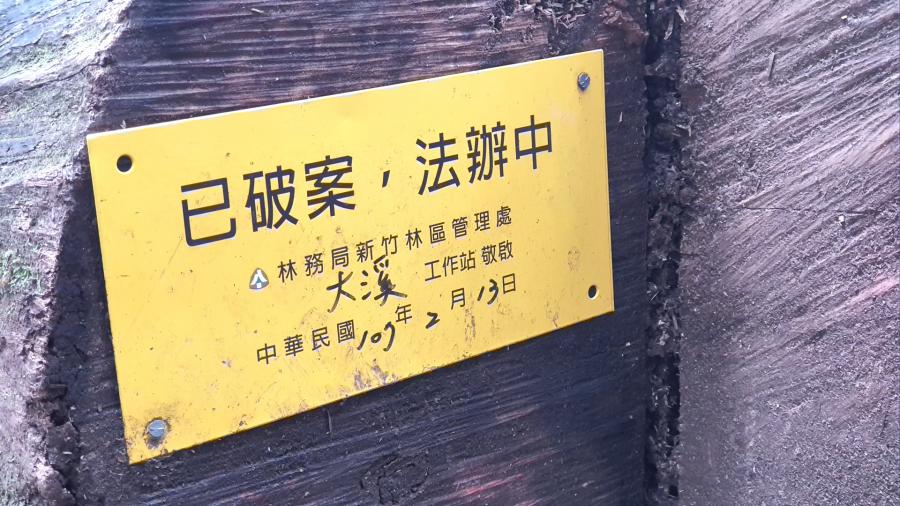 已破案，法辦中
林務局新竹林區管理處
大溪 工作站 敬啟
中華民國107年2月13日